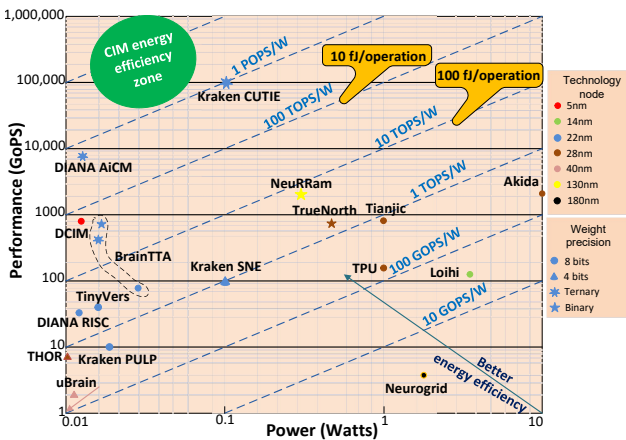 1,000,000
100,000
10,000
1000
100
10
1
Performance (GoPS)
CIM energy
efficiency
zone
1 POPS/W
100 TOPS/W
10 TOPS/W
1 TOPS/W
100 GOPS/W
10 GOPS/W
10 fJ/operation
100 fJ/operation
Kraken CUTIE
DIANA AiCM
NeuRRam
Akida
TrueNorth
Tianjic
DCIM
BrainTTA
Kraken SNE
TPU
Loihi
TinyVers
DIANA RISC
THOR
Kraken PULP
uBrain
Neurogrid
Better
energy efficiency
0.01
0.1
1
10
Power (Watts)
Technology
node
5nm
14nm
22nm
28nm
40nm
130nm
180nm
Weight
precision
8 bits
4 bits
Ternary
Binary